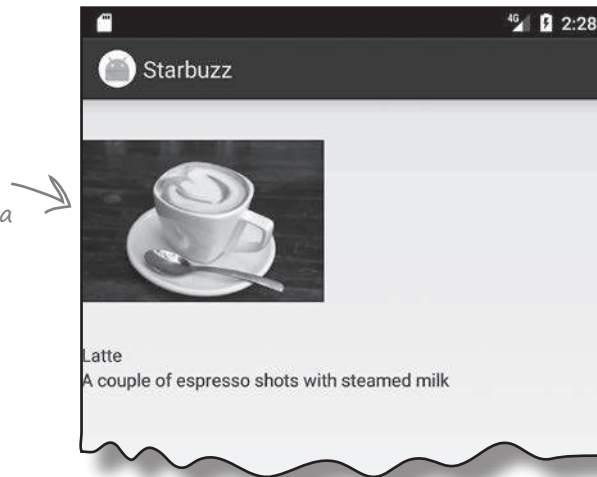 4G 2:28
Starbuzz
a
Latte
A couple of espresso shots with steamed milk